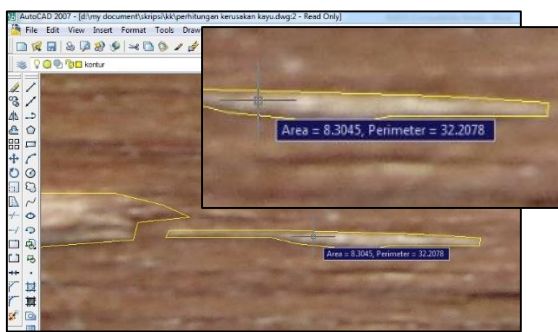 AutoCAD 2007 - [d:\my document\skripsi\kk\perhitungan kerusakan kayu.dwg:2 - Read Only]
File Edit View Insert Format Tools Draw
kontur
Area = 8.3045, Perimeter = 32.2078
Area = 8.3045, Perimeter = 32.2078